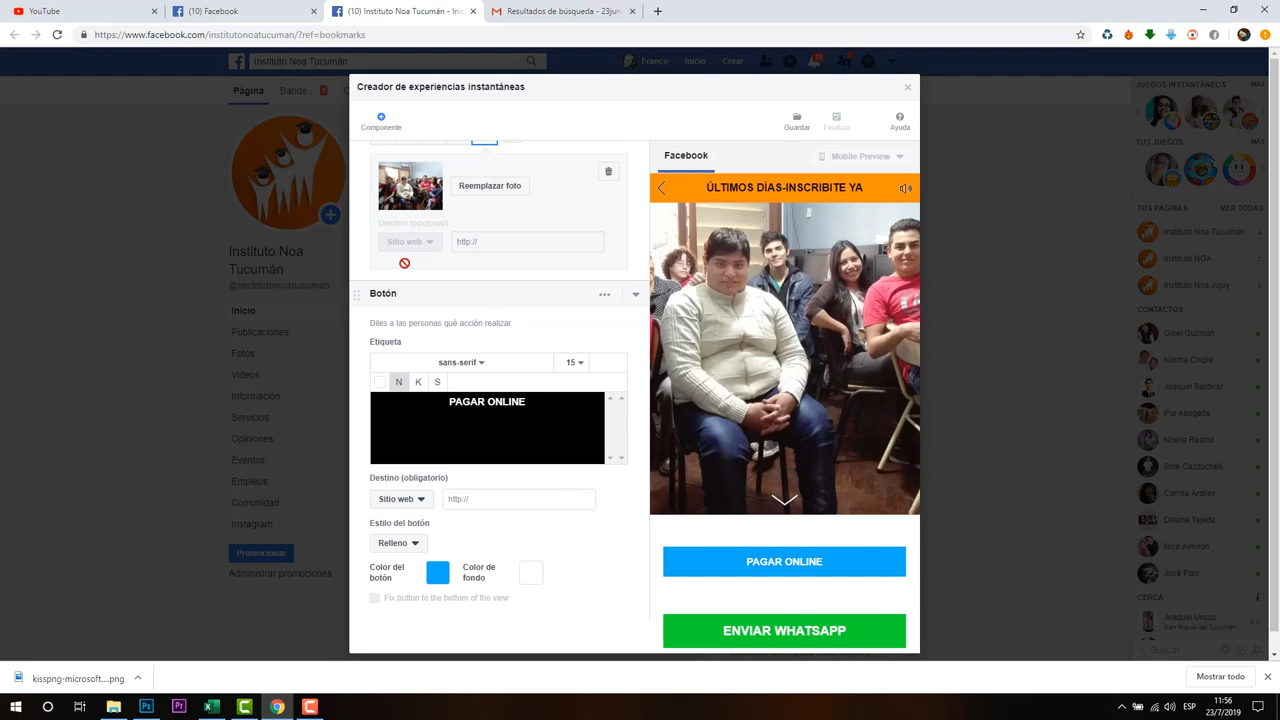 YouTube
(10) Facebook
(10) Instituto Noa Tucumán - Ini
Resultados de búsqueda - 23jun
https://www.facebook.com/institutonoatucuman/?ref=bookmarks
Instituto Noa Tucumán
Franco
Inicio
Crear
Página
Bande
Creador de experiencias instantáneas
Componente
Guardar
Finalizar
Ayuda
Reemplazar foto
Destino (opcional)
Sitio web
http://
Botón
Diles a las personas qué acción realizar.
Etiqueta
sans-serif
15
N K S
PAGAR ONLINE
Destino (obligatorio)
Sitio web
http://
Estilo del botón
Relleno
Color del
botón
Color de
fondo
Fix button to the bottom of the view
Facebook
Mobile Preview
ÚLTIMOS DÍAS-INSCRIBITE YA
PAGAR ONLINE
ENVIAR WHATSAPP
Instituto Noa
Tucumán
@institutonoatucuman
Inicio
Publicaciones
Fotos
Videos
Información
Servicios
Opiniones
Eventos
Empleos
Comunidad
Instagram
Promocionar
Administrar promociones
JUEGOS INSTANTÁNEOS
MÁS
TUS JUEGOS
MÁS
TUS PÁGINAS
VER TODAS
Instituto Noa Tucumán
Instituto NOA
Instituto Noa Jujuy
CONTACTOS
Gisel Guzmán
Norma Chople
Joaquin Saldovar
Pia Abogada
Noelia Radins
Sole Cazzuchelli
Camila Ardiles
Daiana Tejeda
Nico Almiron
José Polo
CERCA
Joaquin Uncos
San Miguel de Tucumán
Buscar
kisspng-microsoft....png
Mostrar todo
ESP
11:56
23/7/2019